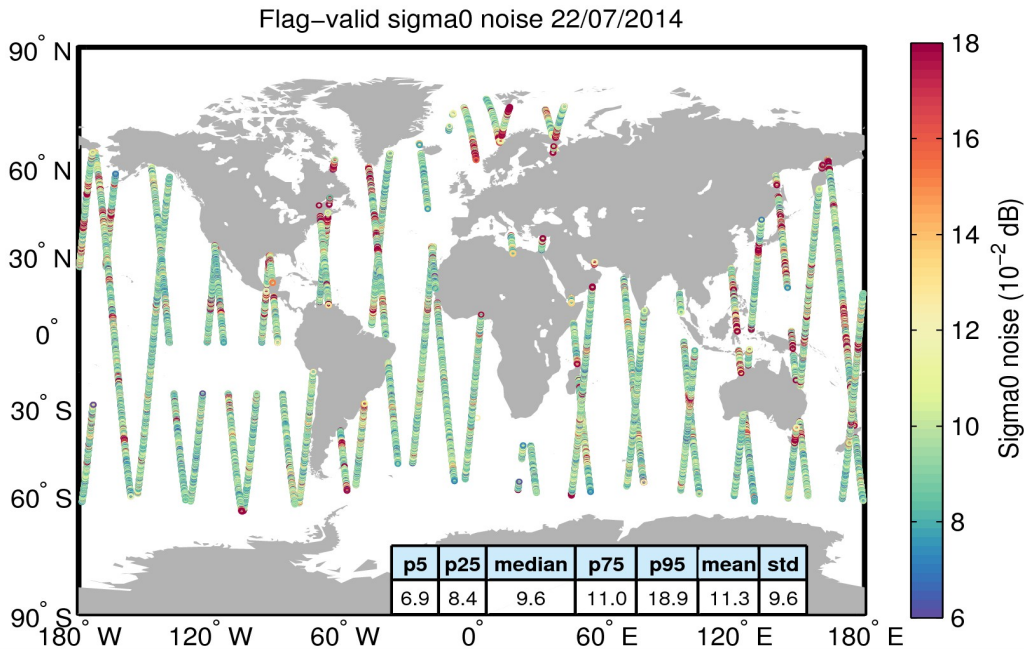 Flag−valid sigma0 noise 22/07/2014
90° N
60° N
30° N
0°
30° S
60° S
90° S
180° W 120° W 60° W 0° 60° E 120° E 180° E
p5 p25 median p75 p95 mean std
6.9 8.4 9.6 11.0 18.9 11.3 9.6
18
16
14
12
10
8
6
Sigma0 noise (10⁻² dB)